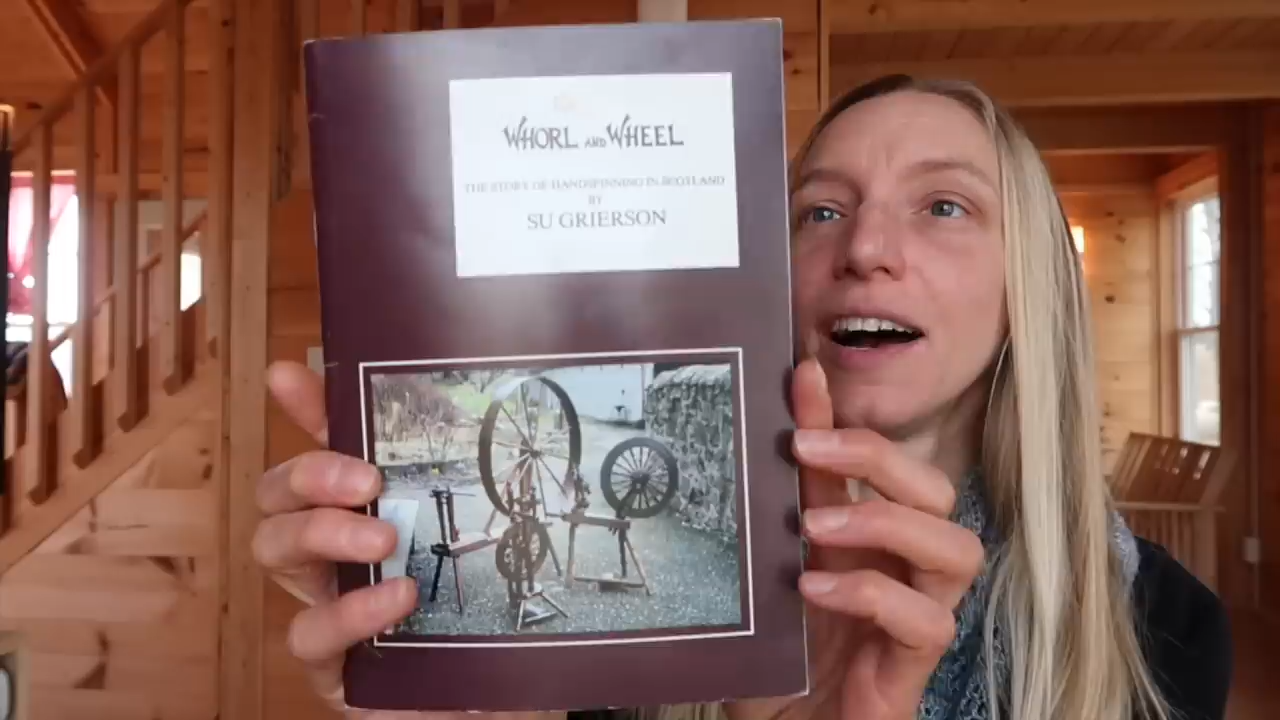 WHORL AND WHEEL
THE STORY OF HANDSPINNING IN SCOTLAND
BY
SU GRIERSON